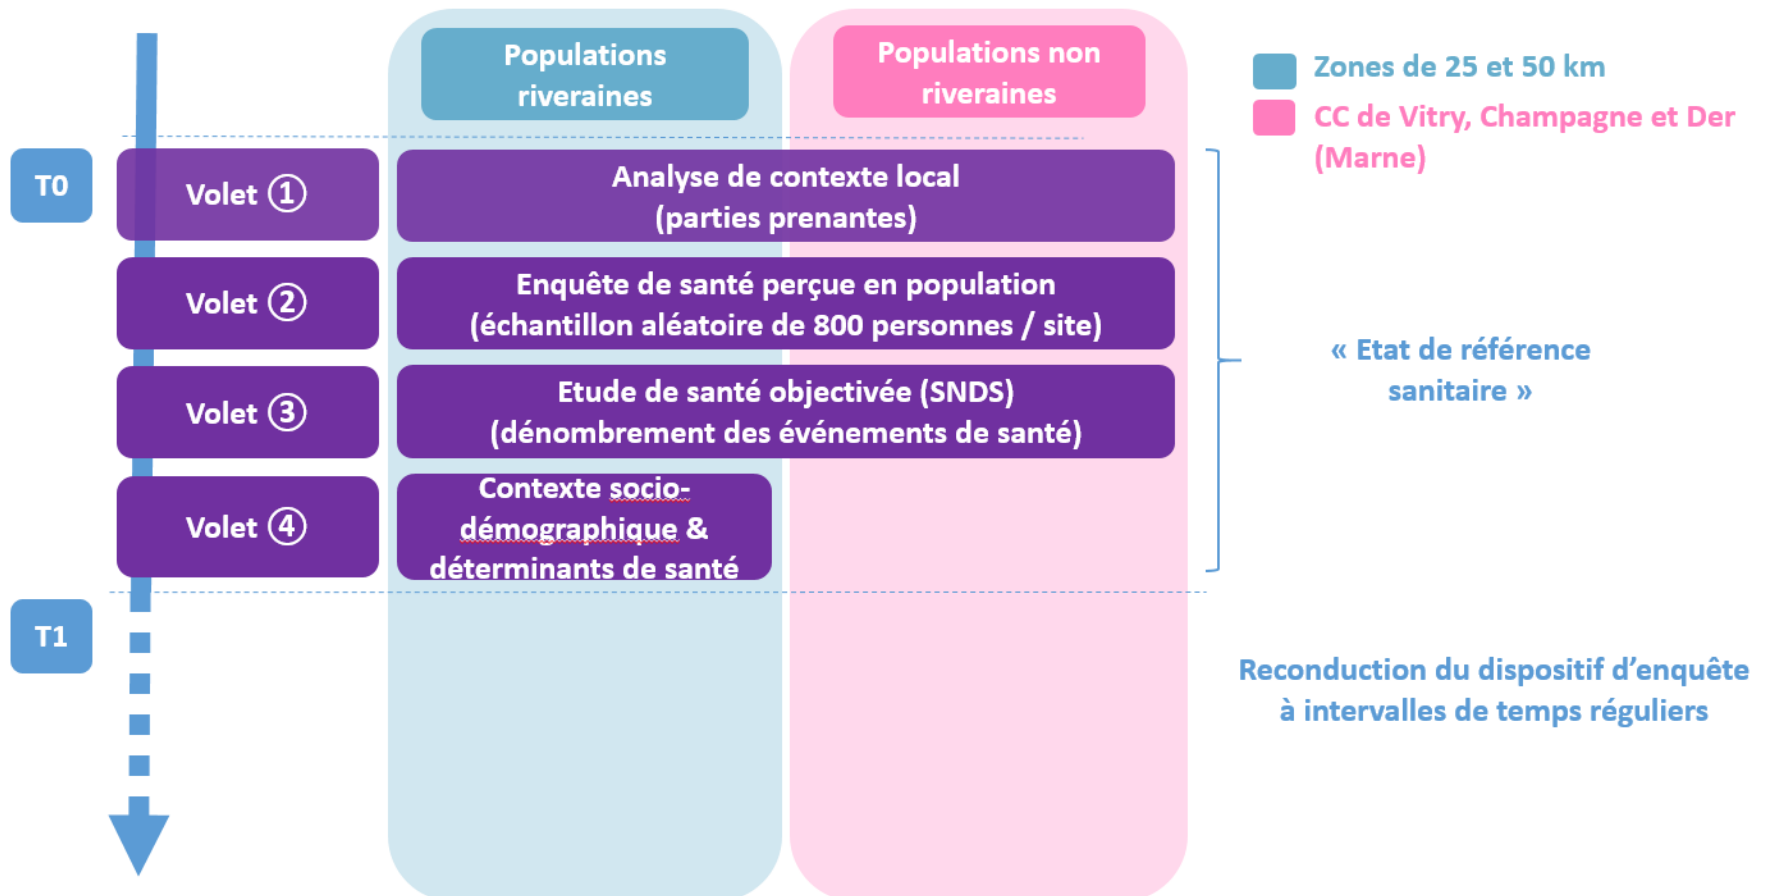 Populations
riveraines
Populations non
riveraines
Zones de 25 et 50 km
CC de Vitry, Champagne et Der
(Marne)
T0
Volet ①
Analyse de contexte local
(parties prenantes)
Volet ②
Enquête de santé perçue en population
(échantillon aléatoire de 800 personnes / site)
Volet ③
Etude de santé objectivée (SNDS)
(dénombrement des événements de santé)
Volet ④
Contexte socio-
démographique &
déterminants de santé
« Etat de référence
sanitaire »
T1
Reconduction du dispositif d’enquête
à intervalles de temps réguliers